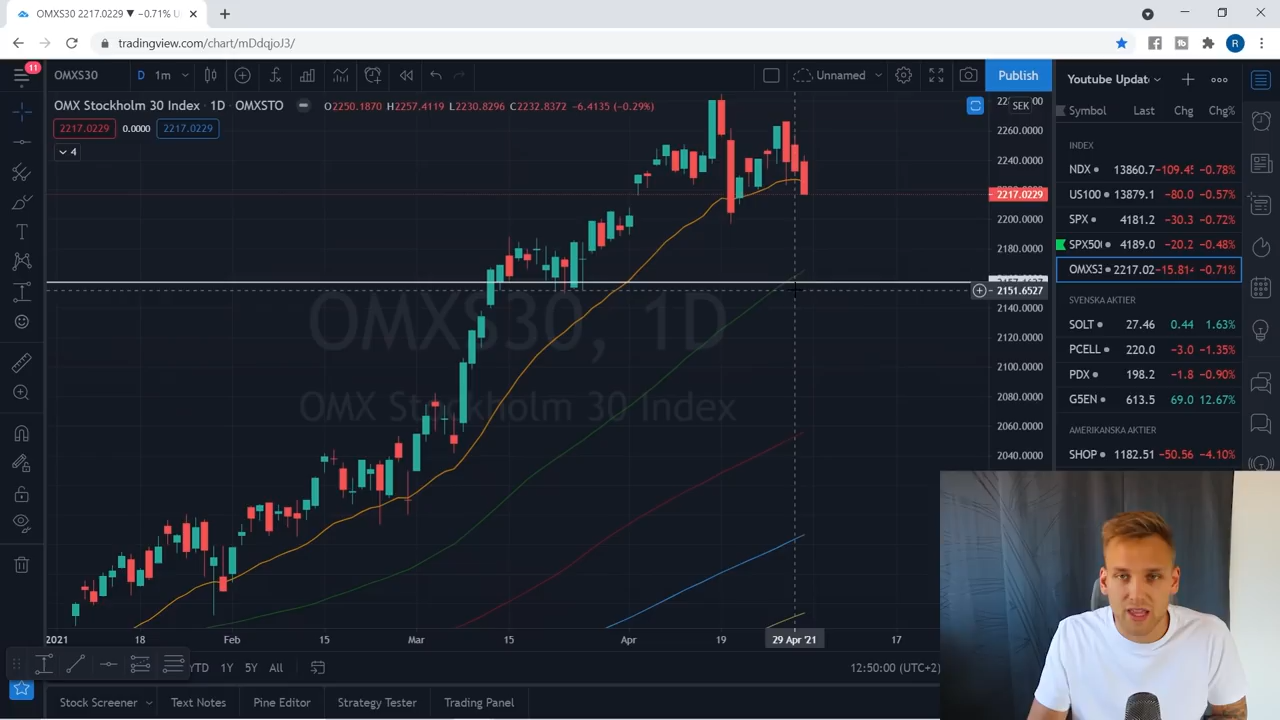 OMXS30 2217.0229 ▼ −0.71% U
tradingview.com/chart/mDdqjoJ3/
R
11
OMXS30 D 1m Unnamed Publish
OMX Stockholm 30 Index · 1D · OMXSTO O2250.1870 H2257.4119 L2230.8296 C2232.8372 −6.4135 (−0.29%)
2217.0229 0.0000 2217.0229
4
SEK
2260.0000
2240.0000
2217.0229
2200.0000
2180.0000
2151.6527
2140.0000
2120.0000
2100.0000
2080.0000
2060.0000
2040.0000
OMXS30, 1D
OMX Stockholm 30 Index
2021 18 Feb 15 Mar 15 Apr 19 29 Apr '21 17
YTD 1Y 5Y All 12:50:00 (UTC+2)
Stock Screener Text Notes Pine Editor Strategy Tester Trading Panel
Youtube Updat
Symbol Last Chg Chg%
INDEX
NDX 13860.7 -109.45 -0.78%
US100 13879.1 -80.0 -0.57%
SPX 4181.2 -30.3 -0.72%
SPX500 4189.0 -20.2 -0.48%
OMXS3 2217.02 -15.814 -0.71%
SVENSKA AKTIER
SOLT 27.46 0.44 1.63%
PCELL 220.0 -3.0 -1.35%
PDX 198.2 -1.8 -0.90%
G5EN 613.5 69.0 12.67%
AMERIKANSKA AKTIER
SHOP 1182.51 -50.56 -4.10%